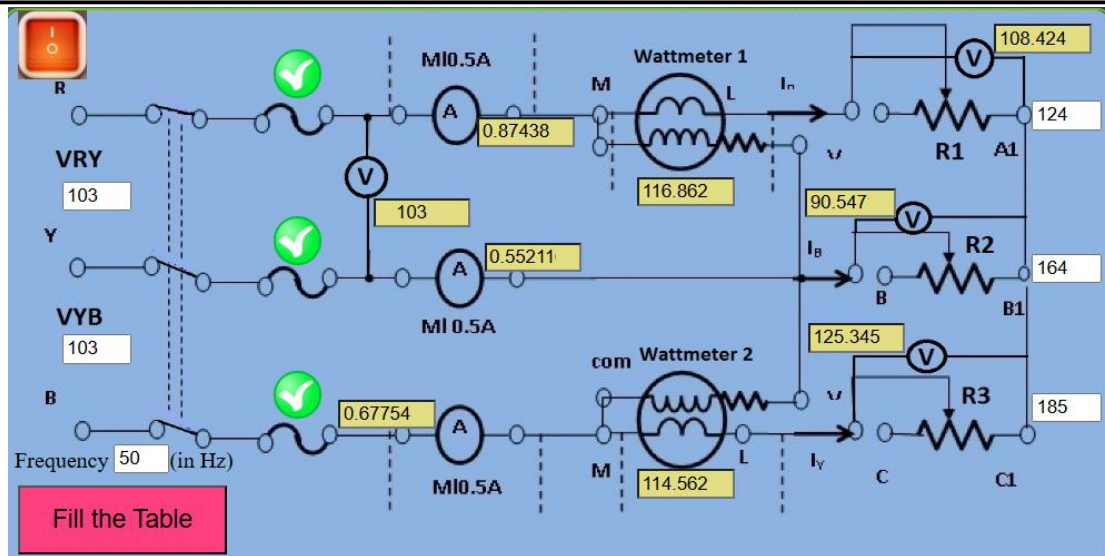 I
O
108.424
V
R
MI0.5A
Wattmeter 1
M
L
A
0.87438
124
R1
A1
VRY
103
V
103
116.862
V
90.547
V
Y
A
0.55211
I_B
R2
164
B
B1
VYB
103
MI 0.5A
125.345
V
com
Wattmeter 2
V
B
0.67754
A
R3
185
Frequency 50 (in Hz)
M
L
I_Y
C
C1
MI0.5A
114.562
Fill the Table